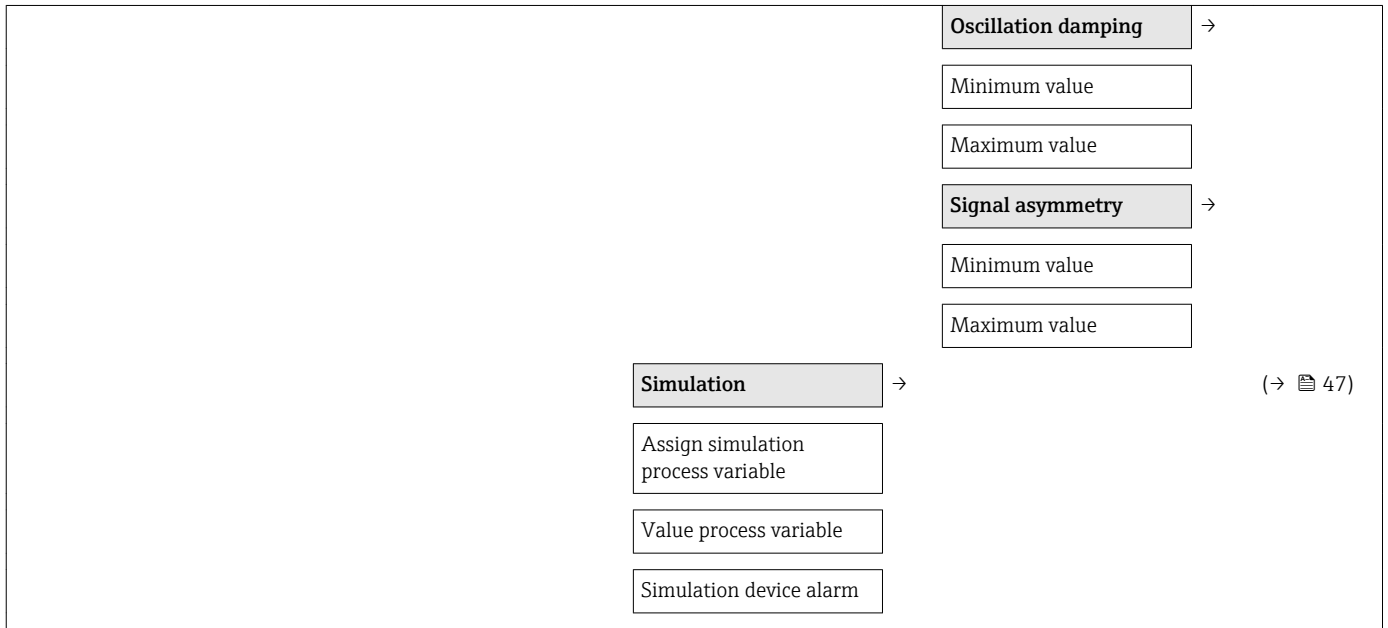 Oscillation damping →
Minimum value
Maximum value
Signal asymmetry →
Minimum value
Maximum value
Simulation → (→ 🖹 47)
Assign simulation
process variable
Value process variable
Simulation device alarm